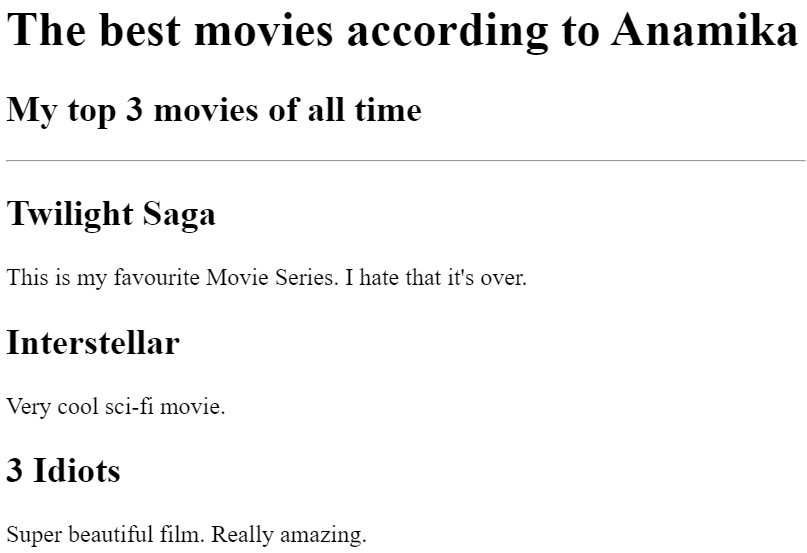 The best movies according to Anamika
My top 3 movies of all time
Twilight Saga
This is my favourite Movie Series. I hate that it's over.
Interstellar
Very cool sci-fi movie.
3 Idiots
Super beautiful film. Really amazing.